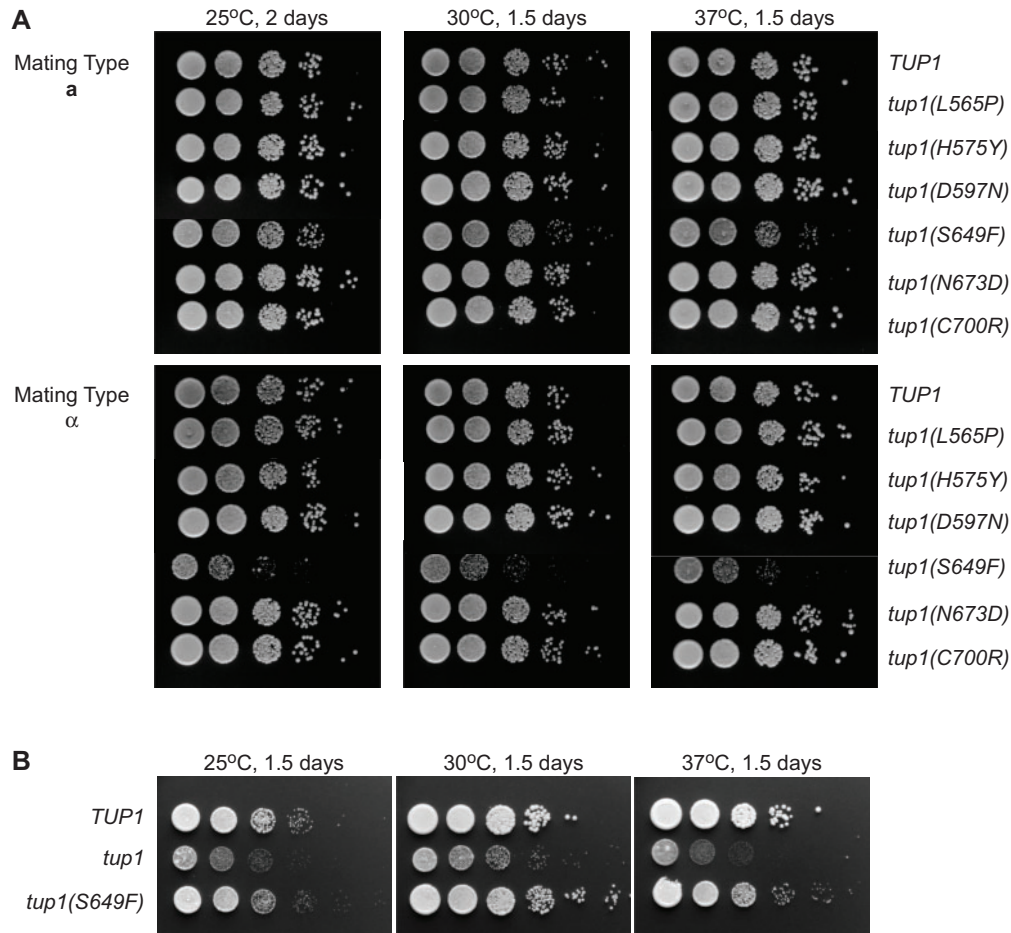 A
25°C, 2 days
30°C, 1.5 days
37°C, 1.5 days
Mating Type
a
TUP1
tup1(L565P)
tup1(H575Y)
tup1(D597N)
tup1(S649F)
tup1(N673D)
tup1(C700R)
Mating Type
α
TUP1
tup1(L565P)
tup1(H575Y)
tup1(D597N)
tup1(S649F)
tup1(N673D)
tup1(C700R)
B
25°C, 1.5 days
30°C, 1.5 days
37°C, 1.5 days
TUP1
tup1
tup1(S649F)